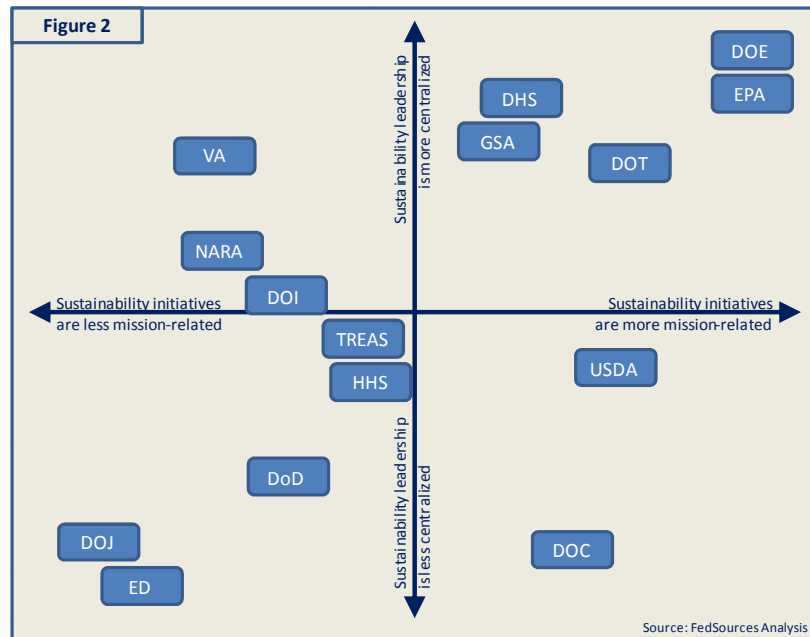 Figure 2
DOE
EPA
DHS
GSA
DOT
VA
NARA
DOI
Sustainability leadership
is more centralized
Sustainability initiatives
are less mission-related
Sustainability initiatives
are more mission-related
TREAS
HHS
USDA
DoD
DOJ
ED
DOC
Sustainability leadership
is less centralized
Source: FedSources Analysis